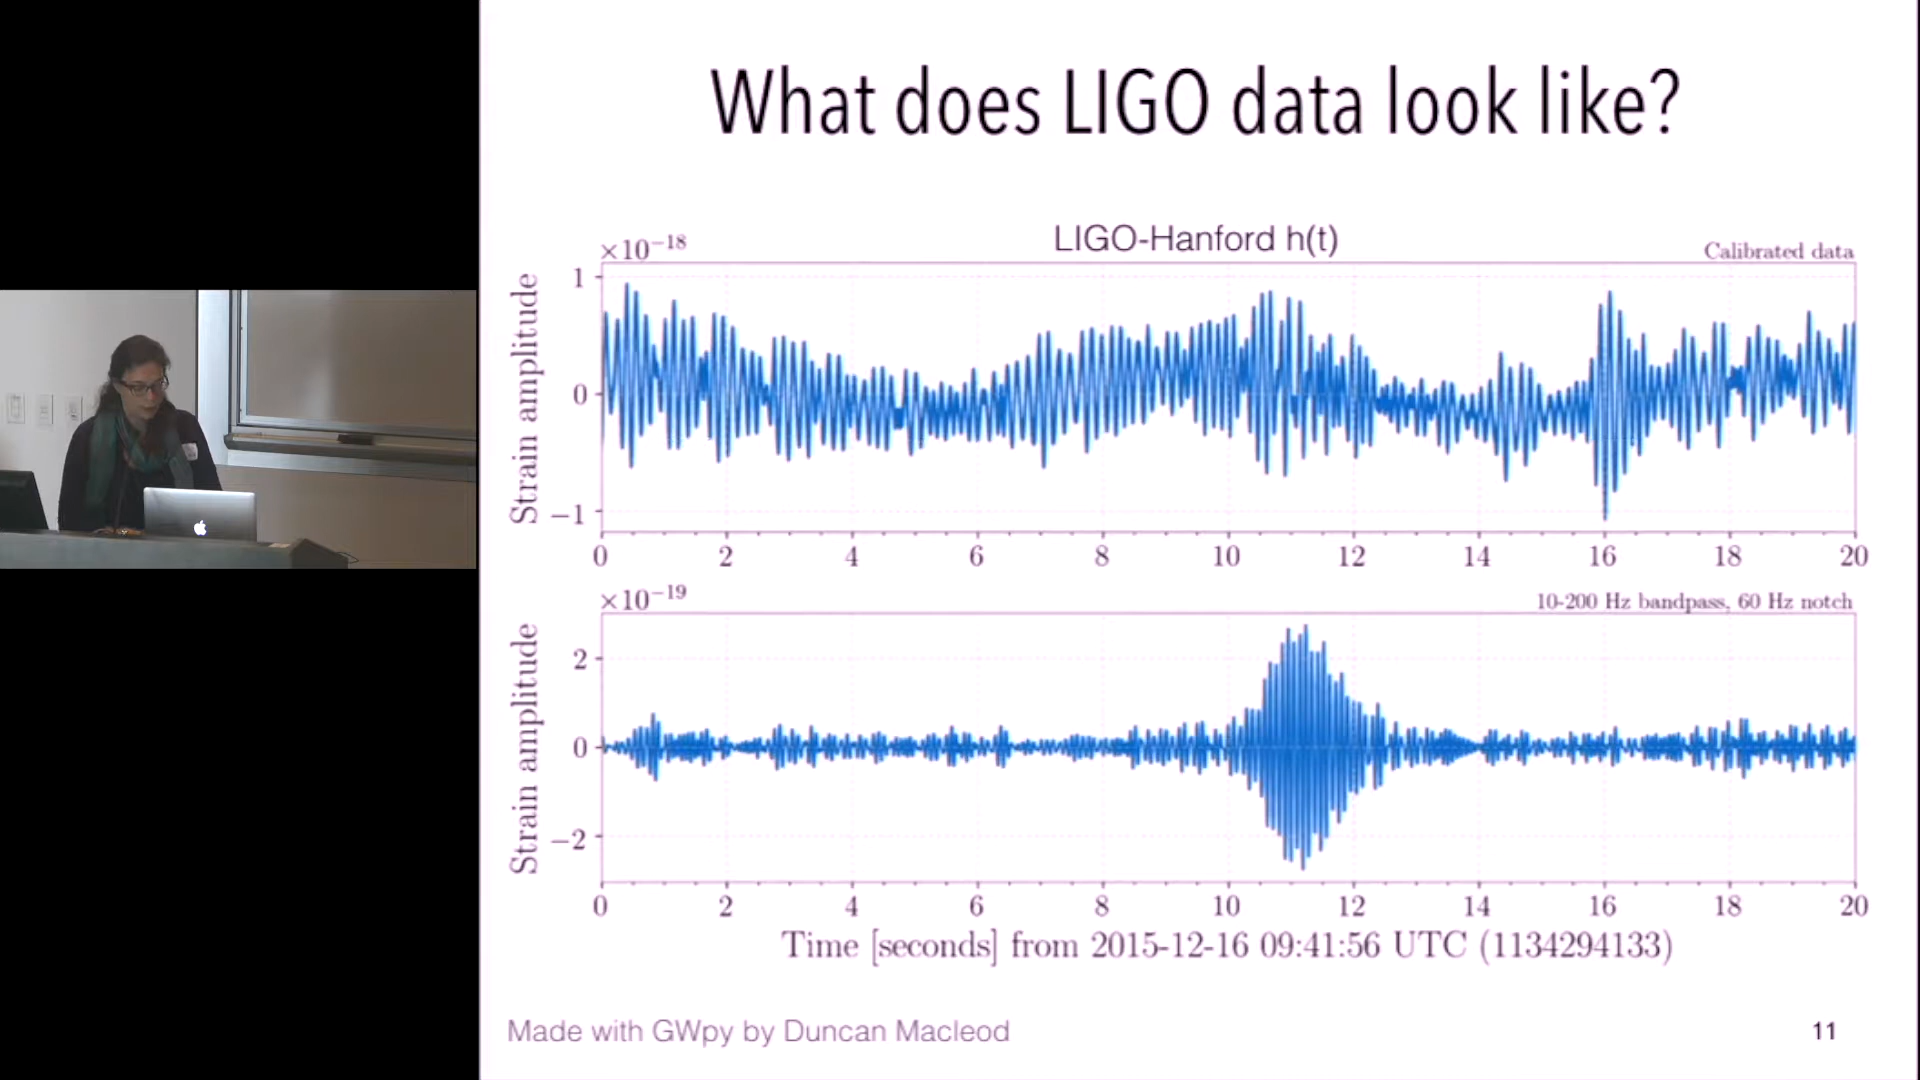 What does LIGO data look like?
LIGO-Hanford h(t)
×10⁻¹⁸
Calibrated data
Strain amplitude
1
0
−1
0 2 4 6 8 10 12 14 16 18 20
×10⁻¹⁹
10-200 Hz bandpass, 60 Hz notch
Strain amplitude
2
0
−2
0 2 4 6 8 10 12 14 16 18 20
Time [seconds] from 2015-12-16 09:41:56 UTC (1134294133)
Made with GWpy by Duncan Macleod
11